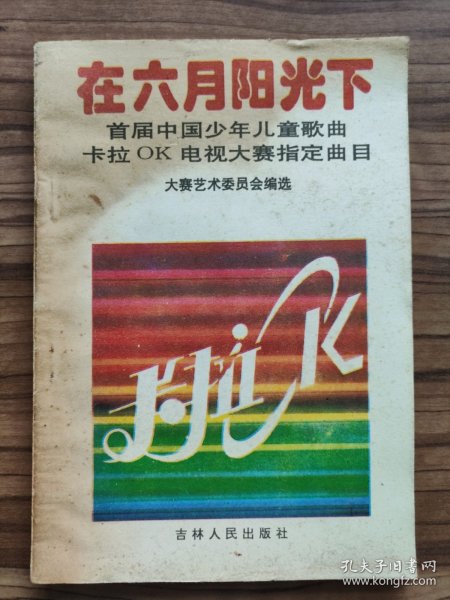 在六月阳光下
首届中国少年儿童歌曲
卡拉OK电视大赛指定曲目
大赛艺术委员会编选
卡拉OK
吉林人民出版社
孔夫子旧书网
www.kongfz.com